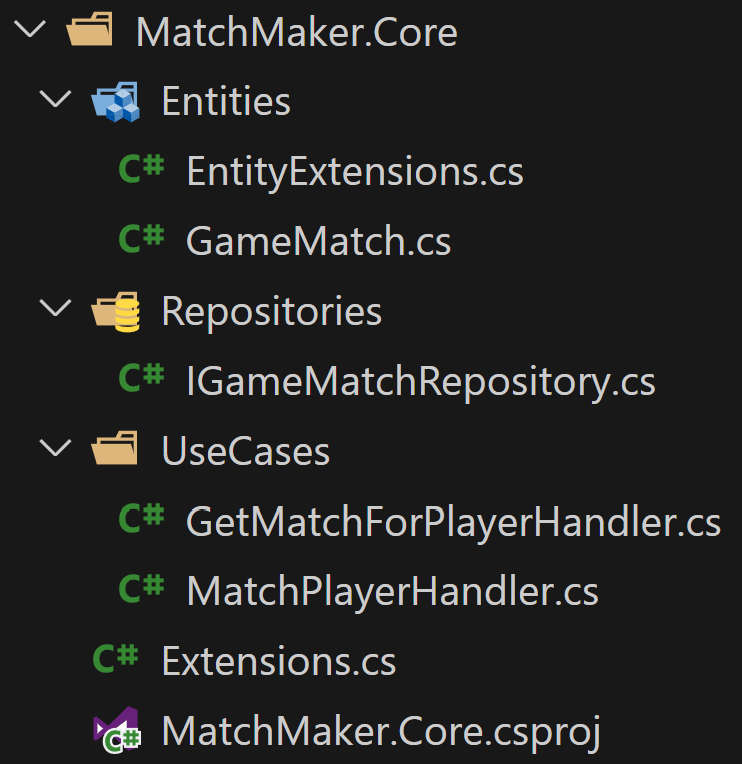 MatchMaker.Core
Entities
C# EntityExtensions.cs
C# GameMatch.cs
Repositories
C# IGameMatchRepository.cs
UseCases
C# GetMatchForPlayerHandler.cs
C# MatchPlayerHandler.cs
C# Extensions.cs
C# MatchMaker.Core.csproj